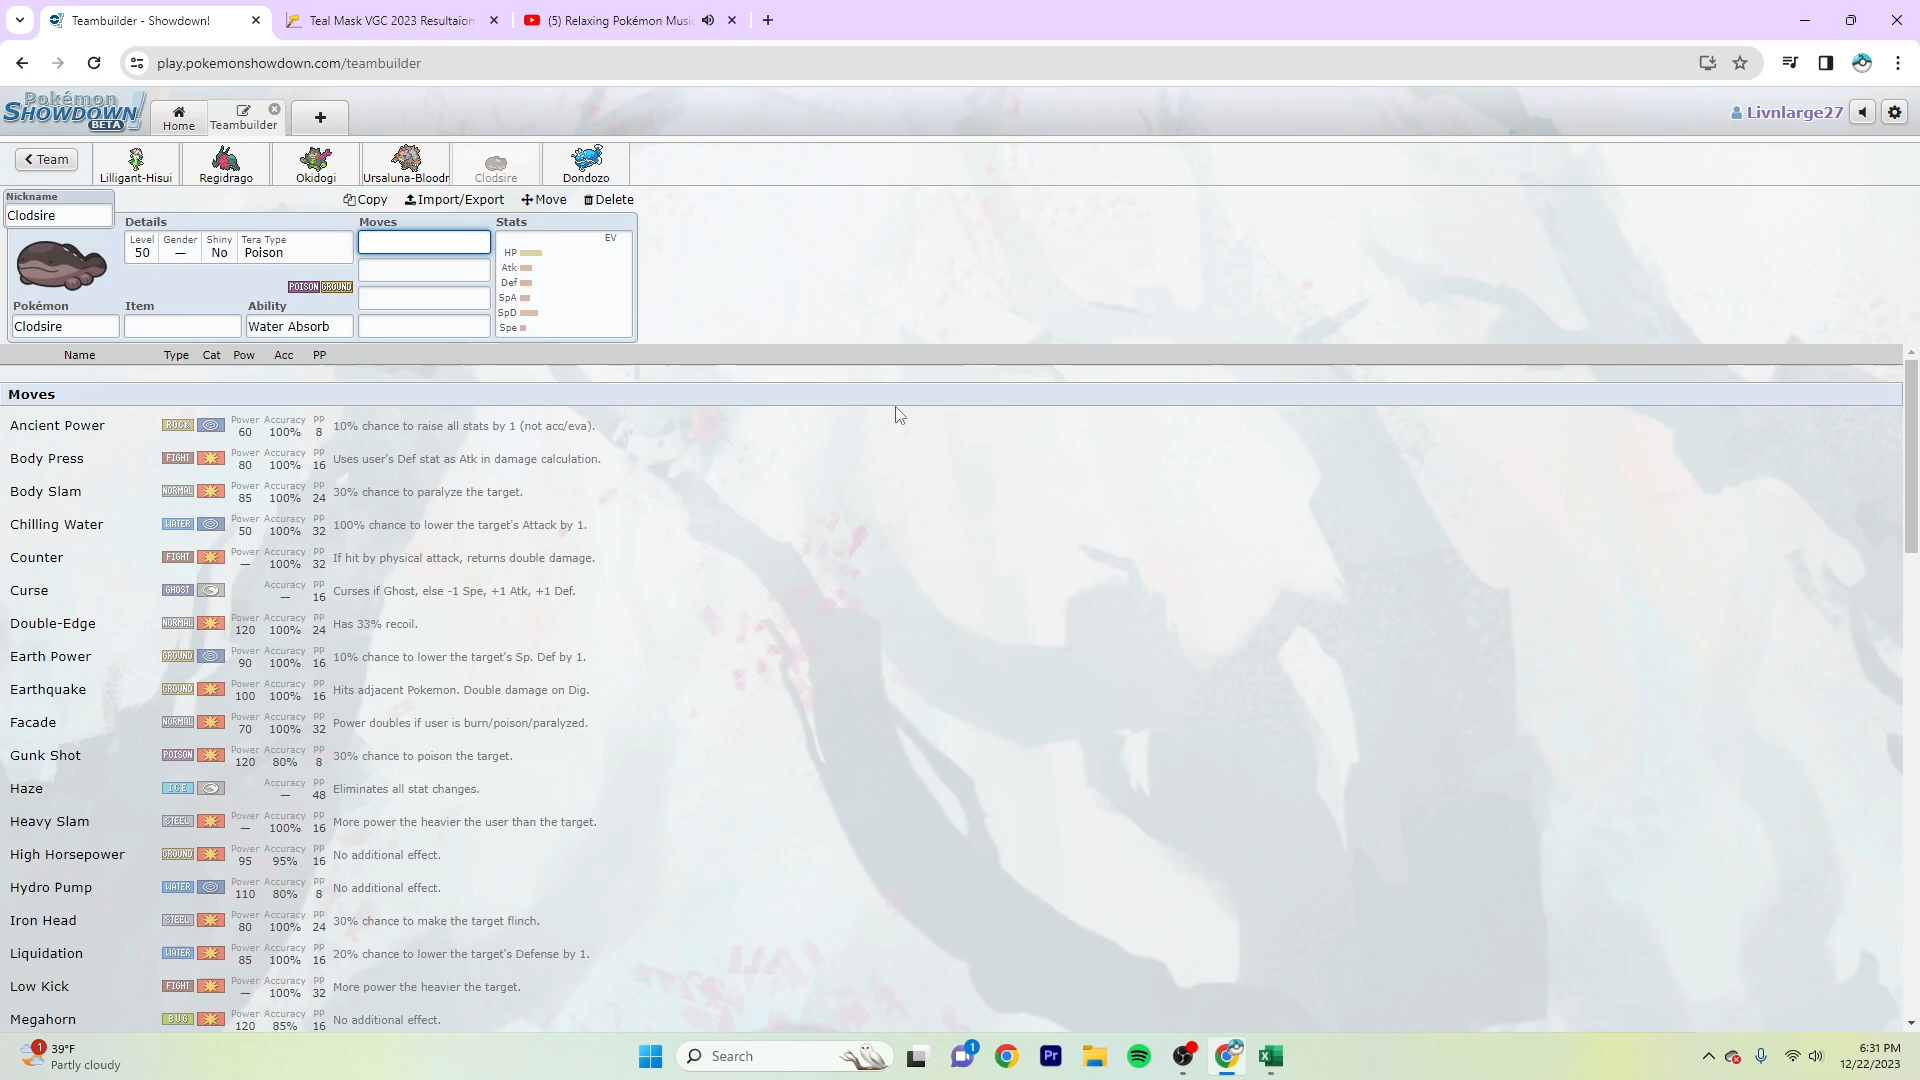 Teambuilder - Showdown!
Teal Mask VGC 2023 Resultaion
(5) Relaxing Pokémon Music
play.pokemonshowdown.com/teambuilder
Pokémon
SHOWDOWN!
BETA
Home
Teambuilder
Livnlarge27
Team
Lilligant-Hisui
Regidrago
Okidogi
Ursaluna-Bloodr
Clodsire
Dondozo
Nickname
Clodsire
Copy
Import/Export
Move
Delete
Details
Moves
Stats
Level
Gender
Shiny
Tera Type
EV
50
—
No
Poison
HP
Atk
Def
SpA
SpD
Spe
POISON
GROUND
Pokémon
Item
Ability
Clodsire
Water Absorb
Name Type Cat Pow Acc PP
Moves
Ancient Power ROCK Power 60 Accuracy 100% PP 8 10% chance to raise all stats by 1 (not acc/eva).
Body Press FIGHT Power 80 Accuracy 100% PP 16 Uses user's Def stat as Atk in damage calculation.
Body Slam NORMAL Power 85 Accuracy 100% PP 24 30% chance to paralyze the target.
Chilling Water WATER Power 50 Accuracy 100% PP 32 100% chance to lower the target's Attack by 1.
Counter FIGHT Power — Accuracy 100% PP 32 If hit by physical attack, returns double damage.
Curse GHOST Accuracy — PP 16 Curses if Ghost, else -1 Spe, +1 Atk, +1 Def.
Double-Edge NORMAL Power 120 Accuracy 100% PP 24 Has 33% recoil.
Earth Power GROUND Power 90 Accuracy 100% PP 16 10% chance to lower the target's Sp. Def by 1.
Earthquake GROUND Power 100 Accuracy 100% PP 16 Hits adjacent Pokemon. Double damage on Dig.
Facade NORMAL Power 70 Accuracy 100% PP 32 Power doubles if user is burn/poison/paralyzed.
Gunk Shot POISON Power 120 Accuracy 80% PP 8 30% chance to poison the target.
Haze ICE Accuracy — PP 48 Eliminates all stat changes.
Heavy Slam STEEL Power — Accuracy 100% PP 16 More power the heavier the user than the target.
High Horsepower GROUND Power 95 Accuracy 95% PP 16 No additional effect.
Hydro Pump WATER Power 110 Accuracy 80% PP 8 No additional effect.
Iron Head STEEL Power 80 Accuracy 100% PP 24 30% chance to make the target flinch.
Liquidation WATER Power 85 Accuracy 100% PP 16 20% chance to lower the target's Defense by 1.
Low Kick FIGHT Power — Accuracy 100% PP 32 More power the heavier the target.
Megahorn BUG Power 120 Accuracy 85% PP 16 No additional effect.
1
39°F
Partly cloudy
Search
1
Pr
6:31 PM
12/22/2023